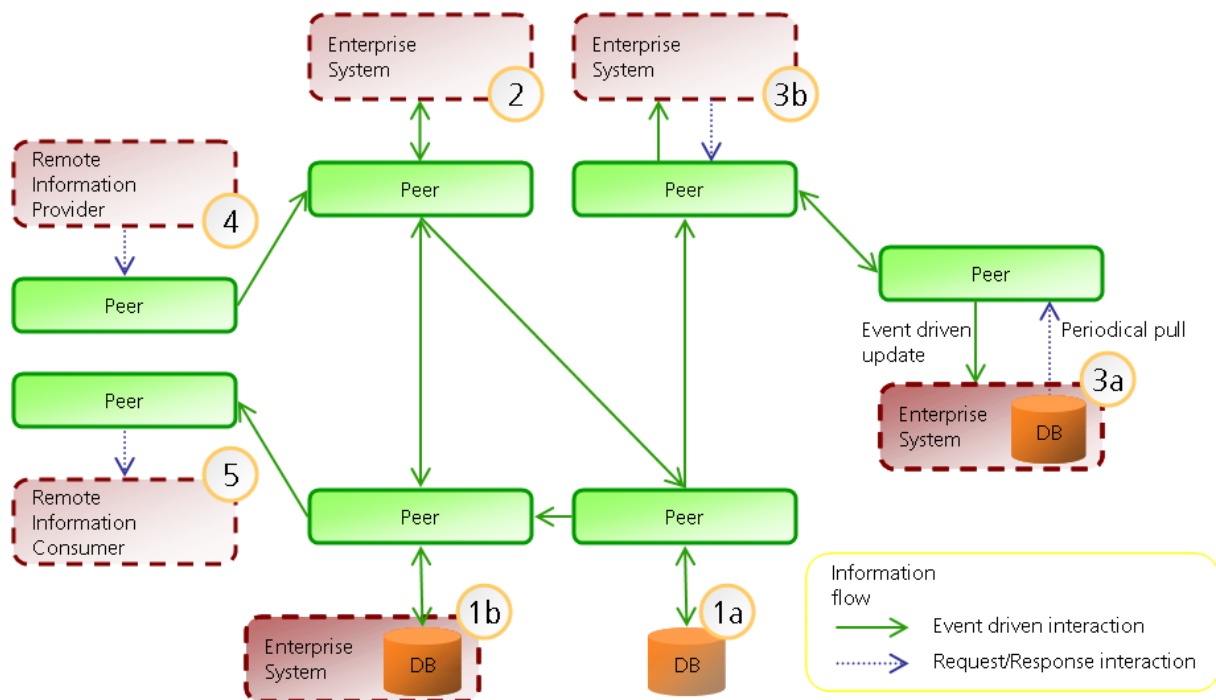 Enterprise
System
2
Enterprise
System
3b
Remote
Information
Provider
4
Peer
Peer
Peer
Peer
Event driven
update
Periodical pull
3a
Enterprise
System
DB
Peer
5
Remote
Information
Consumer
Peer
Peer
1b
Enterprise
System
DB
1a
DB
Information
flow
Event driven interaction
Request/Response interaction